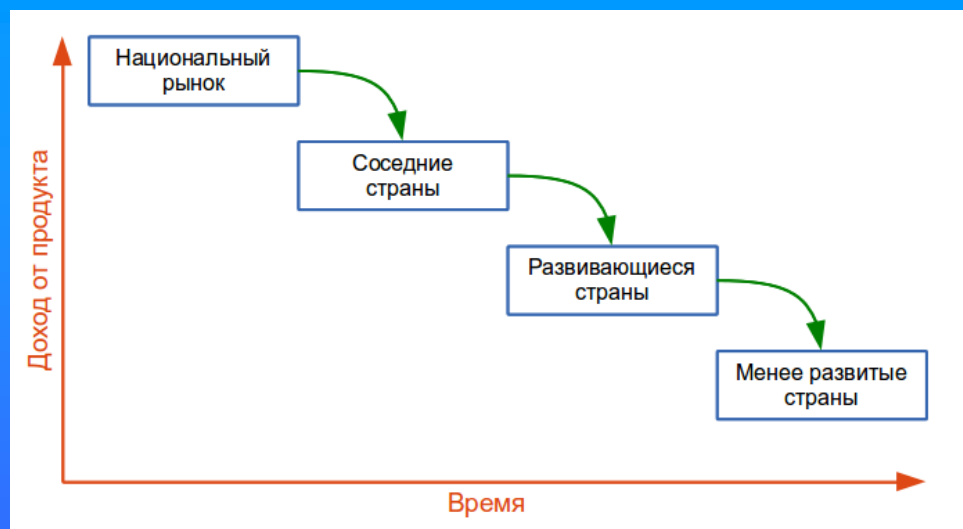 Национальный
рынок
Соседние
страны
Развивающиеся
страны
Менее развитые
страны
Доход от продукта
Время